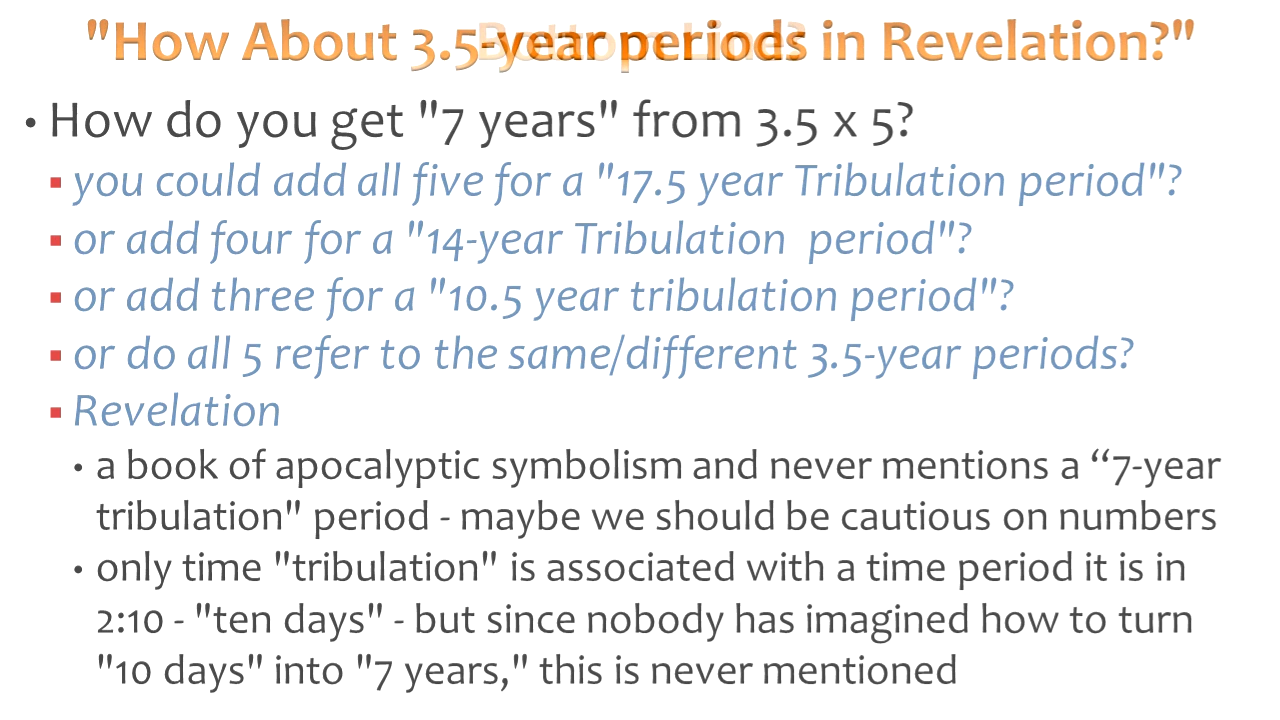 "How About 3.5-year periods in Revelation?"
Bottom Line?
• How do you get "7 years" from 3.5 x 5?
▪ you could add all five for a "17.5 year Tribulation period"?
▪ or add four for a "14-year Tribulation  period"?
▪ or add three for a "10.5 year tribulation period"?
▪ or do all 5 refer to the same/different 3.5-year periods?
▪ Revelation
• a book of apocalyptic symbolism and never mentions a “7-year
tribulation" period - maybe we should be cautious on numbers
• only time "tribulation" is associated with a time period it is in
2:10 - "ten days" - but since nobody has imagined how to turn
"10 days" into "7 years," this is never mentioned